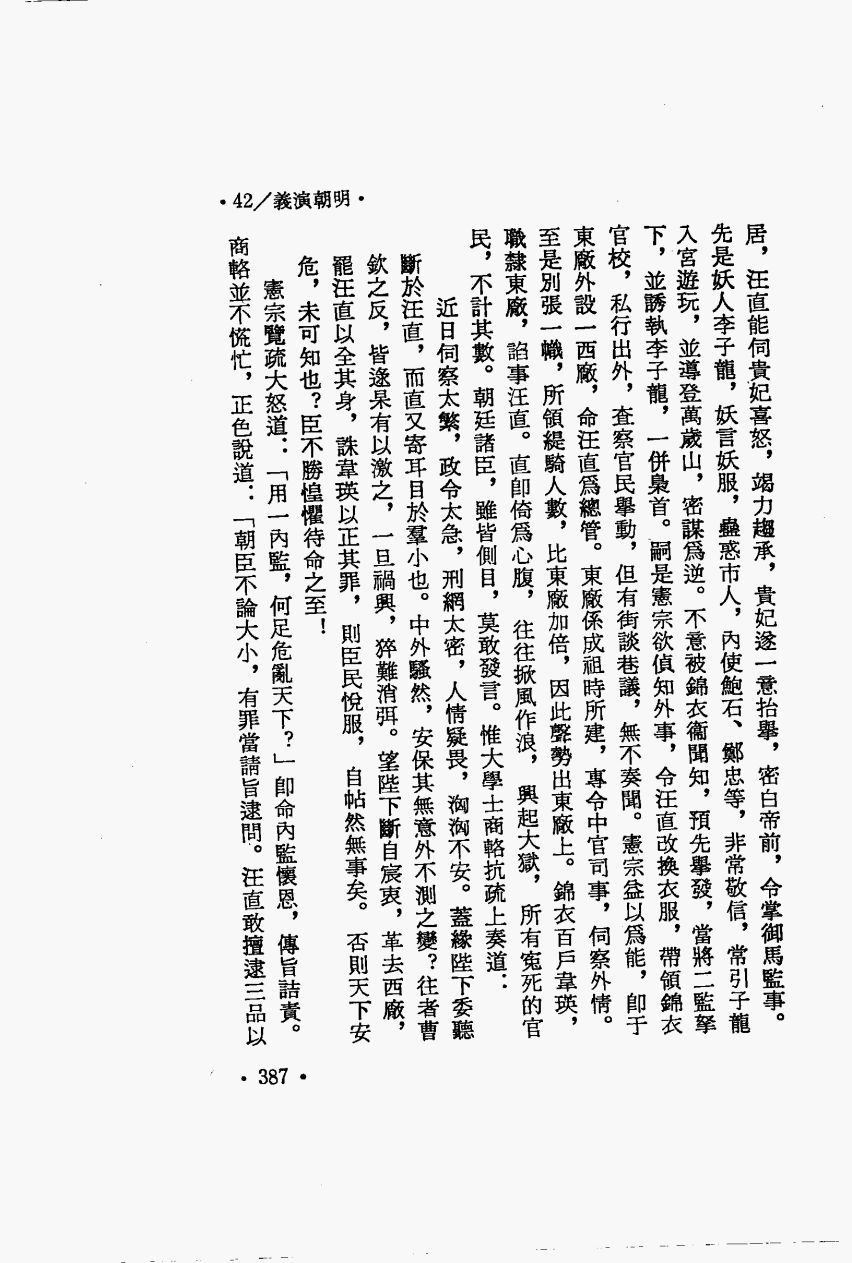 ·42/義演朝明·
居，汪直能伺貴妃喜怒，竭力趨承，貴妃遂一意抬舉，密白帝前，令掌御馬監事。
先是妖人李子龍，妖言妖服，蠱惑市人，內使鮑石、鄭忠等，非常敬信，常引子龍
入宮遊玩，並導登萬歲山，密謀爲逆。不意被錦衣衞聞知，預先舉發，當將二監拏
下，並誘執李子龍，一併梟首。嗣是憲宗欲偵知外事，令汪直改換衣服，帶領錦衣
官校，私行出外，査察官民舉動，但有街談巷議，無不奏聞。憲宗益以爲能，卽于
東廠外設一西廠，命汪直爲總管。東廠係成祖時所建，專令中官司事，伺察外情。
至是別張一幟，所領緹騎人數，比東廠加倍，因此聲勢出東廠上。錦衣百戶韋瑛，
職隸東廠，諂事汪直。直卽倚爲心腹，往往掀風作浪，興起大獄，所有寃死的官
民，不計其數。朝廷諸臣，雖皆側目，莫敢發言。惟大學士商輅抗疏上奏道：
近日伺察太繁，政令太急，刑網太密，人情疑畏，洶洶不安。蓋緣陛下委聽
斷於汪直，而直又寄耳目於羣小也。中外騷然，安保其無意外不測之變？往者曹
欽之反，皆逯杲有以激之，一旦禍興，猝難消弭。望陛下斷自宸衷，革去西廠，
罷汪直以全其身，誅韋瑛以正其罪，則臣民悅服，自帖然無事矣。否則天下安
危，未可知也？臣不勝惶懼待命之至！
憲宗覽疏大怒道：「用一內監，何足危亂天下？」卽命內監懷恩，傳旨詰責。
商輅並不慌忙，正色說道：「朝臣不論大小，有罪當請旨逮問。汪直敢擅逮三品以
·387·